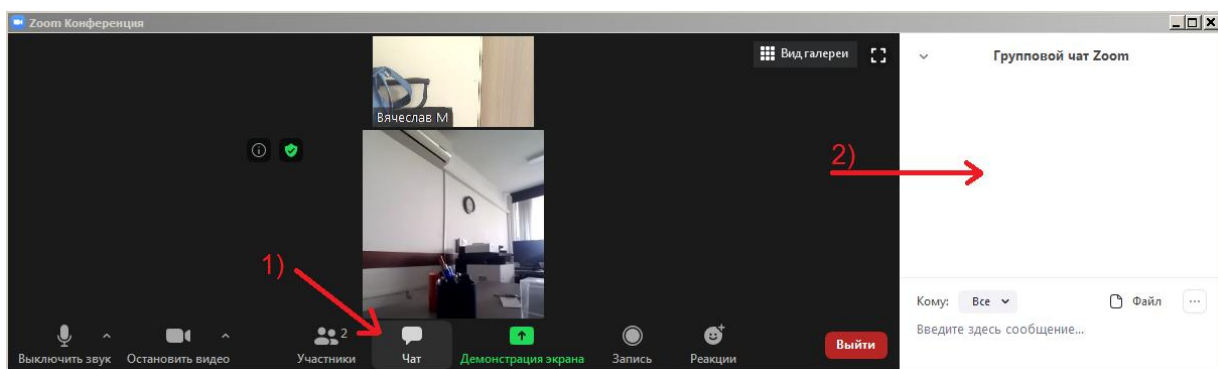 Zoom Конференция
Вид галереи
Групповой чат Zoom
Вячеслав М
2)
1)
Кому: Все
Файл
Введите здесь сообщение...
2
Выключить звук
Остановить видео
Участники
Чат
Демонстрация экрана
Запись
Реакции
Выйти